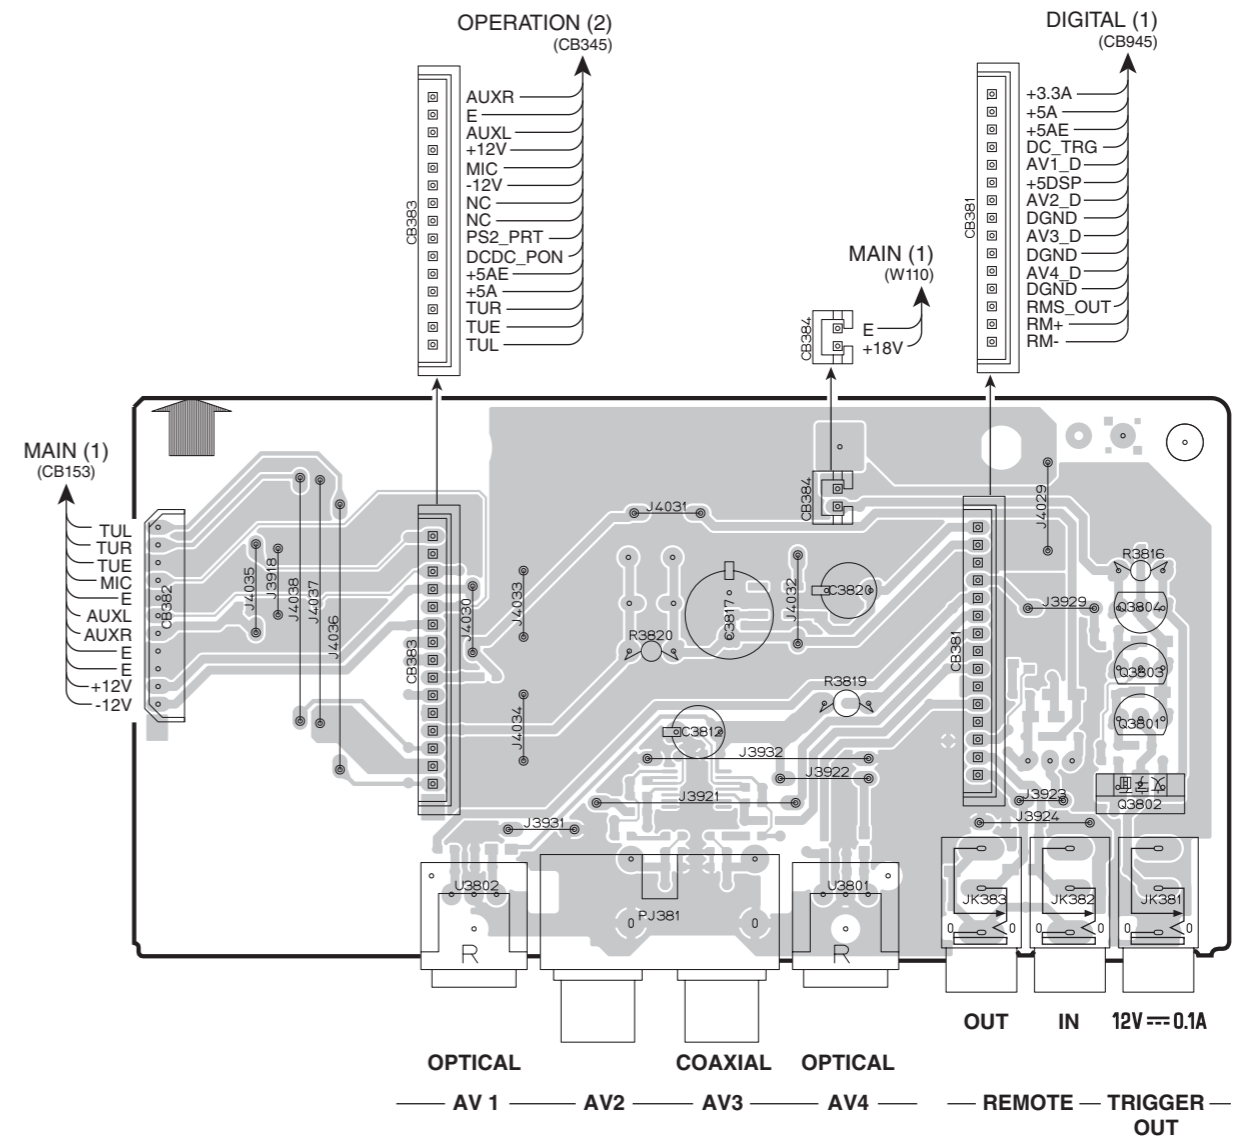 OPERATION (2)
(CB345)
DIGITAL (1)
(CB945)
CB383
AUXR
E
AUXL
+12V
MIC
-12V
NC
NC
PS2_PRT
DCDC_PON
+5AE
+5A
TUR
TUE
TUL
CB381
+3.3A
+5A
+5AE
DC_TRG
AV1_D
+5DSP
AV2_D
DGND
AV3_D
DGND
AV4_D
DGND
RMS_OUT
RM+
RM-
MAIN (1)
(W110)
CB384
E
+18V
MAIN (1)
(CB153)
TUL
TUR
TUE
MIC
E
AUXL
AUXR
E
E
+12V
-12V
CB382
J4035
J3918
J4038
J4037
J4036
CB383
J4030
J4033
J4034
J4031
R3820
C3817
J4032
C3820
CB384
CB381
J4029
R3816
J3929
Q3804
Q3803
Q3801
Q3802
R3819
C3812
J3932
J3922
J3921
J3931
J3923
J3924
U3802
R
PJ381
U3801
R
JK383
JK382
JK381
OUT
IN
12V⎓0.1A
OPTICAL
COAXIAL
OPTICAL
AV 1
AV2
AV3
AV4
REMOTE
TRIGGER
OUT